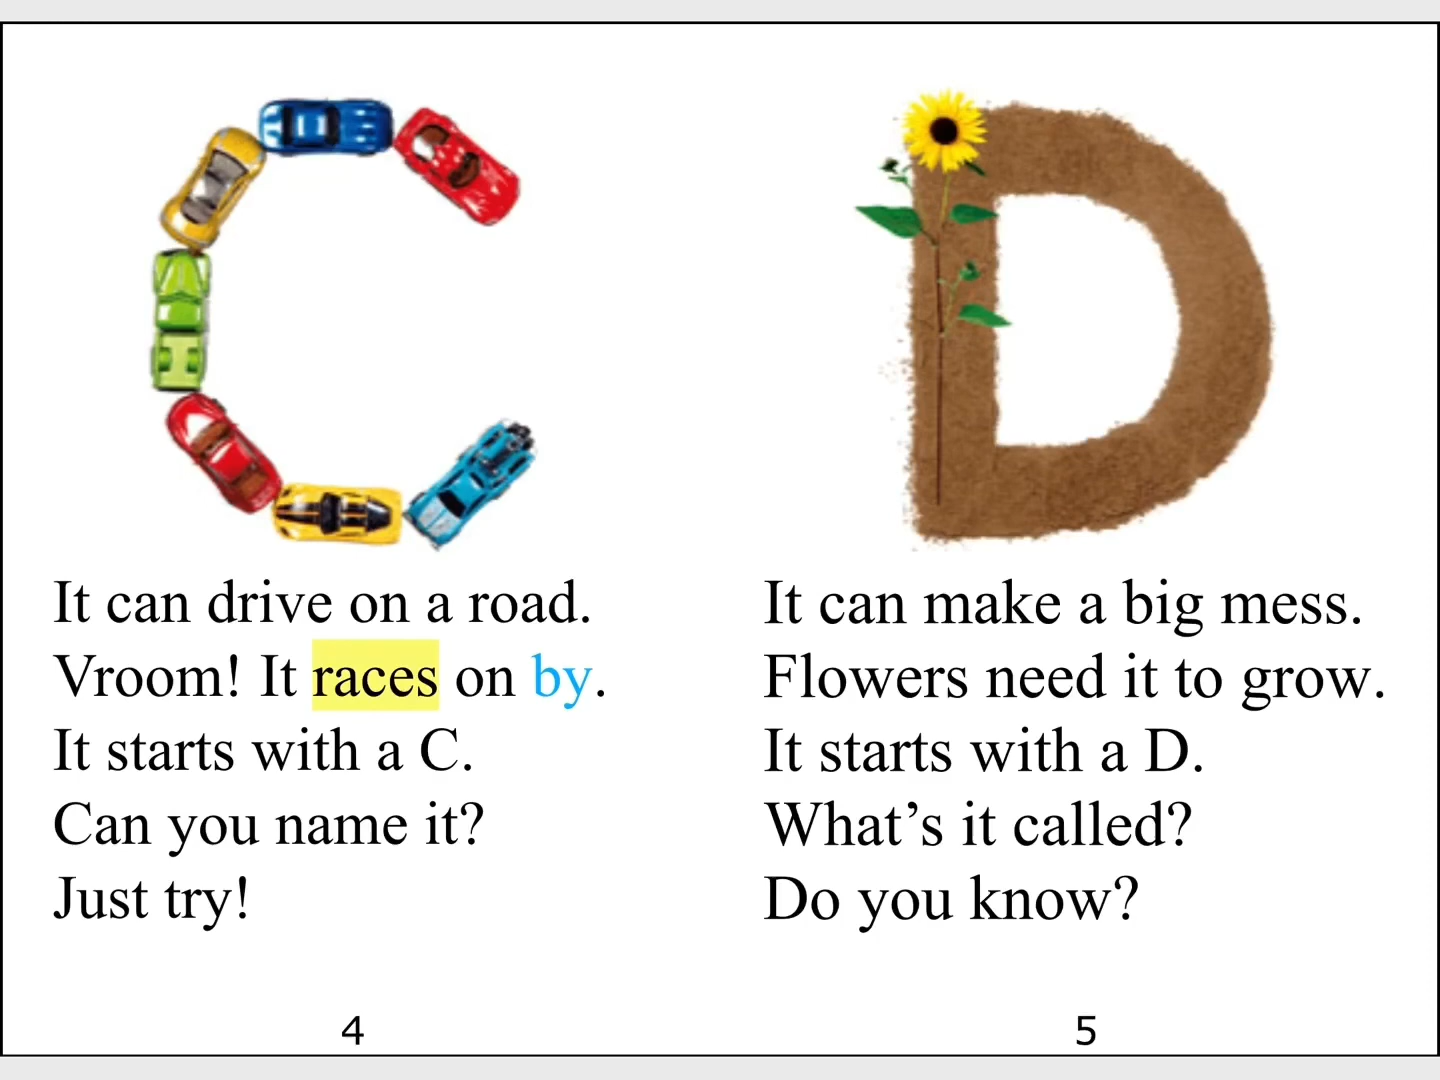 It can drive on a road.
Vroom! It races on by.
It starts with a C.
Can you name it?
Just try!
4
It can make a big mess.
Flowers need it to grow.
It starts with a D.
What’s it called?
Do you know?
5